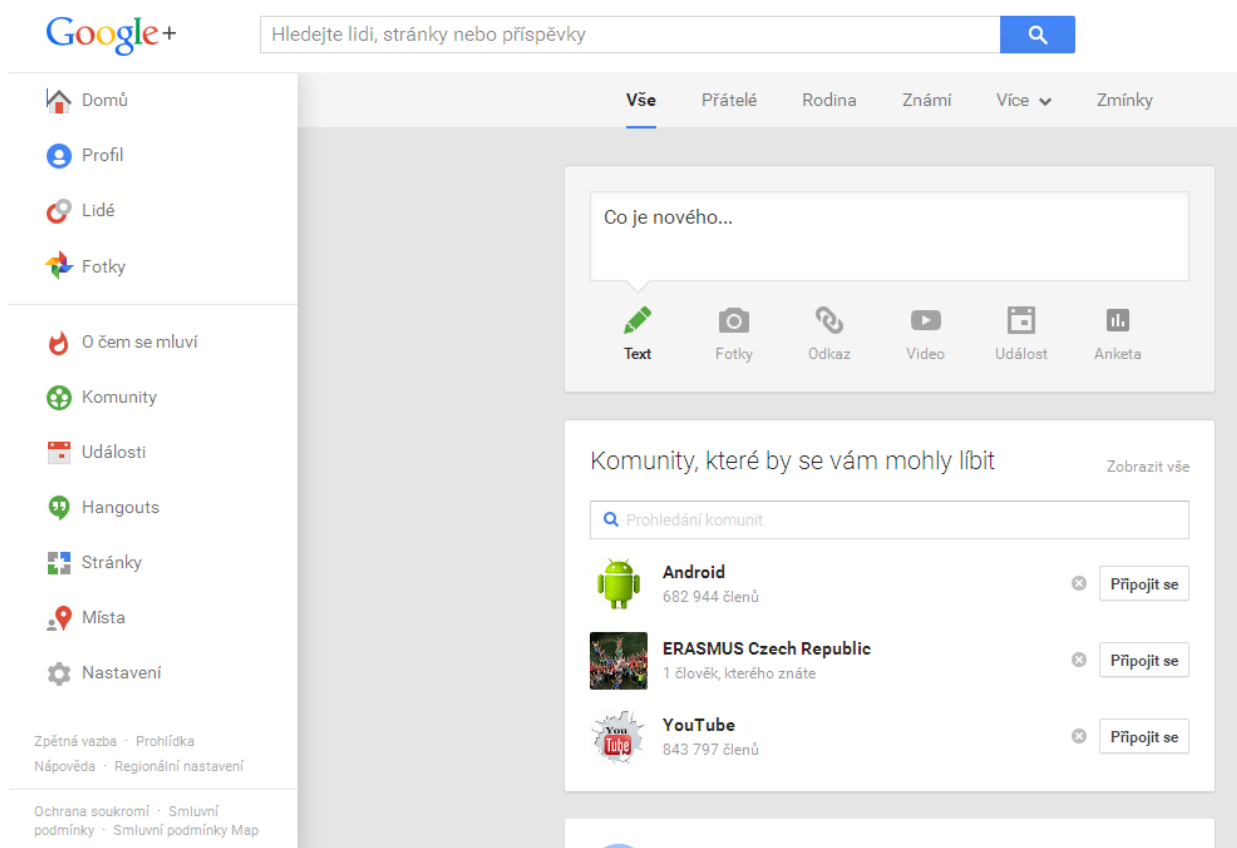 Google+
Hledejte lidi, stránky nebo příspěvky
Domů
Profil
Lidé
Fotky
O čem se mluví
Komunity
Události
Hangouts
Stránky
Místa
Nastavení
Zpětná vazba · Prohlídka
Nápověda · Regionální nastavení
Ochrana soukromí · Smluvní
podmínky · Smluvní podmínky Map
Vše Přátelé Rodina Známí Více Zmínky
Co je nového...
Text Fotky Odkaz Video Událost Anketa
Komunity, které by se vám mohly líbit Zobrazit vše
Prohledání komunit
Android
682 944 členů
Připojit se
ERASMUS Czech Republic
1 člověk, kterého znáte
Připojit se
You
Tube
YouTube
843 797 členů
Připojit se